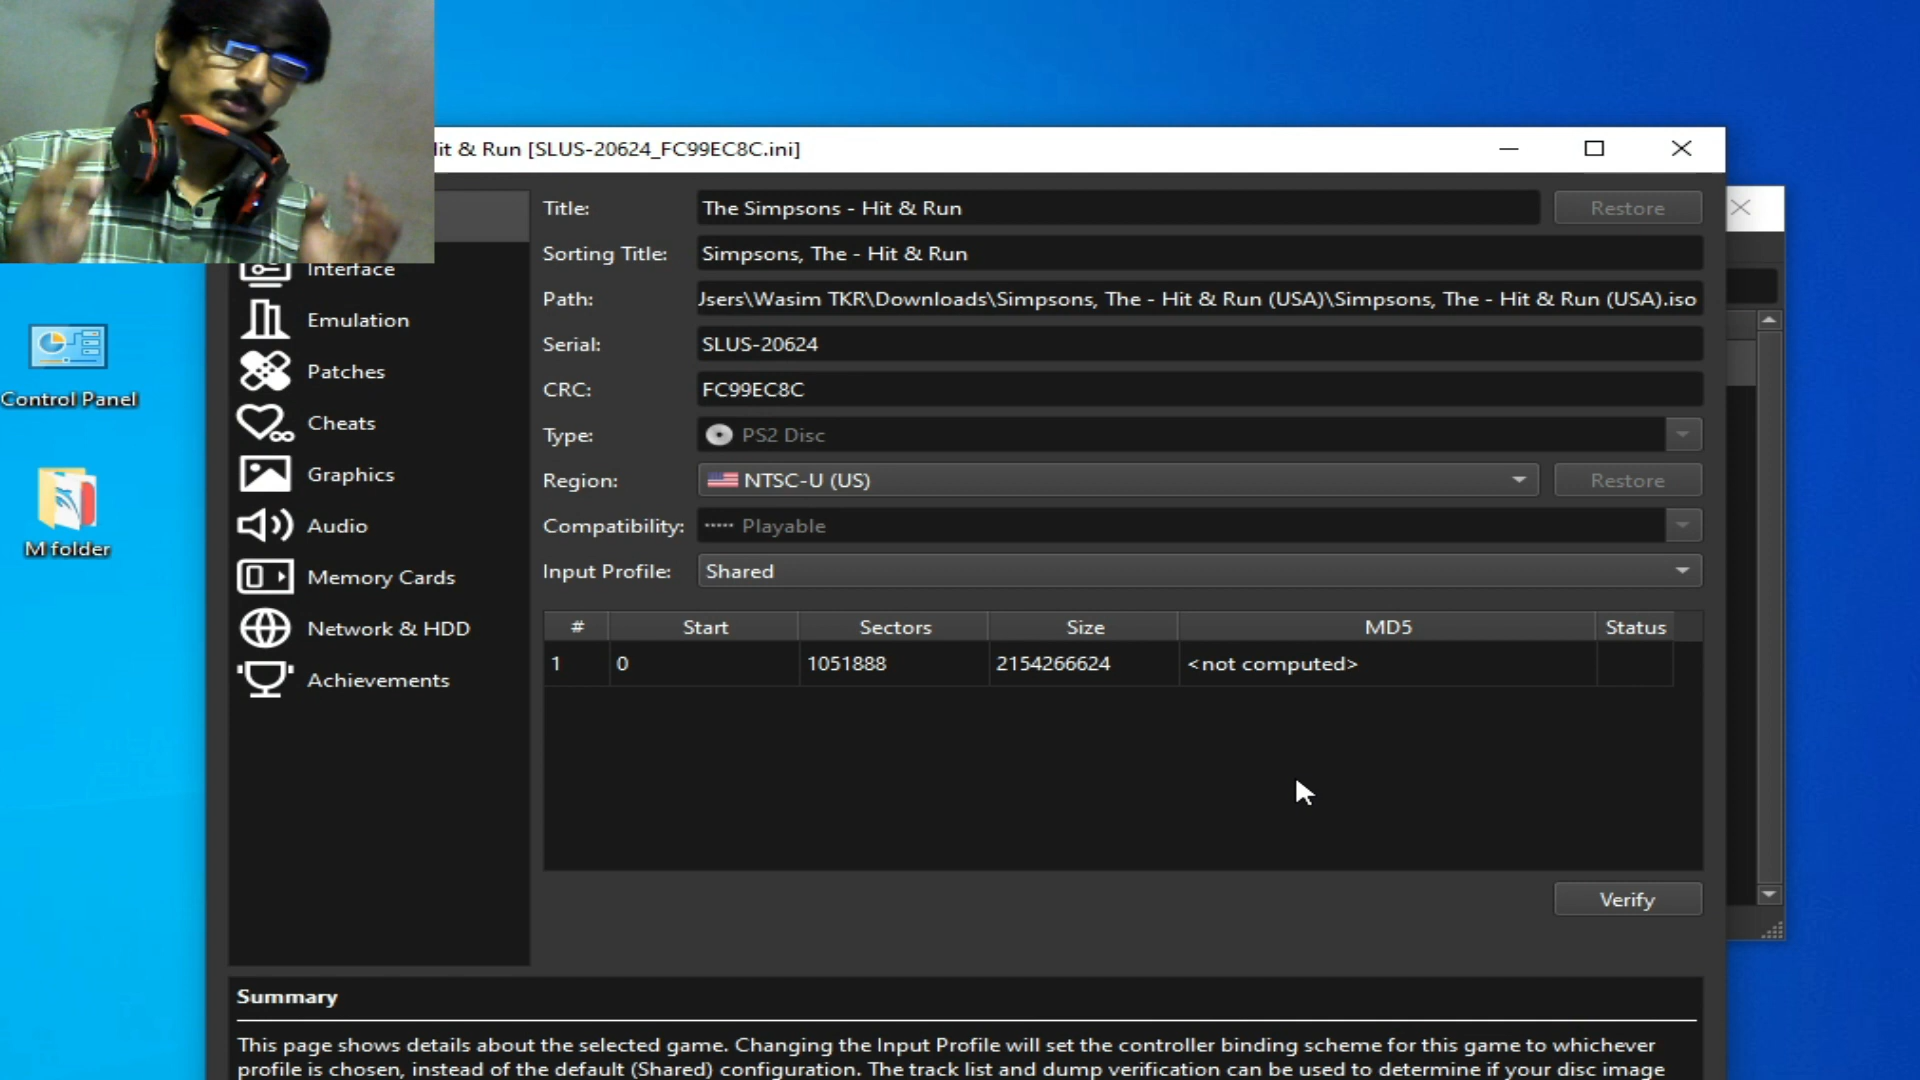 it & Run [SLUS-20624_FC99EC8C.ini]
Title: The Simpsons - Hit & Run Restore
Sorting Title: Simpsons, The - Hit & Run
Path: Jsers\Wasim TKR\Downloads\Simpsons, The - Hit & Run (USA)\Simpsons, The - Hit & Run (USA).iso
Serial: SLUS-20624
CRC: FC99EC8C
Type: PS2 Disc
Region: NTSC-U (US) Restore
Compatibility: Playable
Input Profile: Shared
# Start Sectors Size MD5 Status
1 0 1051888 2154266624 <not computed>
Verify
Interface
Emulation
Patches
Cheats
Graphics
Audio
Memory Cards
Network & HDD
Achievements
Control Panel
M folder
Summary
This page shows details about the selected game. Changing the Input Profile will set the controller binding scheme for this game to whichever
profile is chosen, instead of the default (Shared) configuration. The track list and dump verification can be used to determine if your disc image